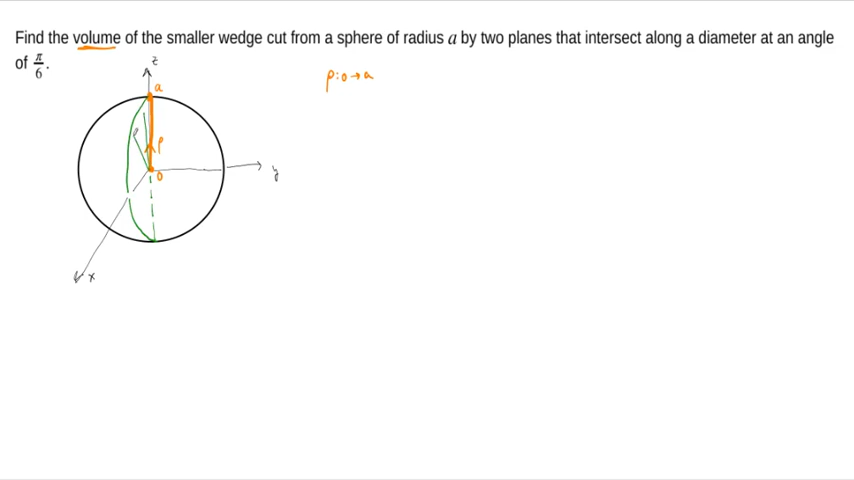 Find the volume of the smaller wedge cut from a sphere of radius a by two planes that intersect along a diameter at an angle
of π/6.
z
a
ρ: 0 → a
ρ
0
y
x